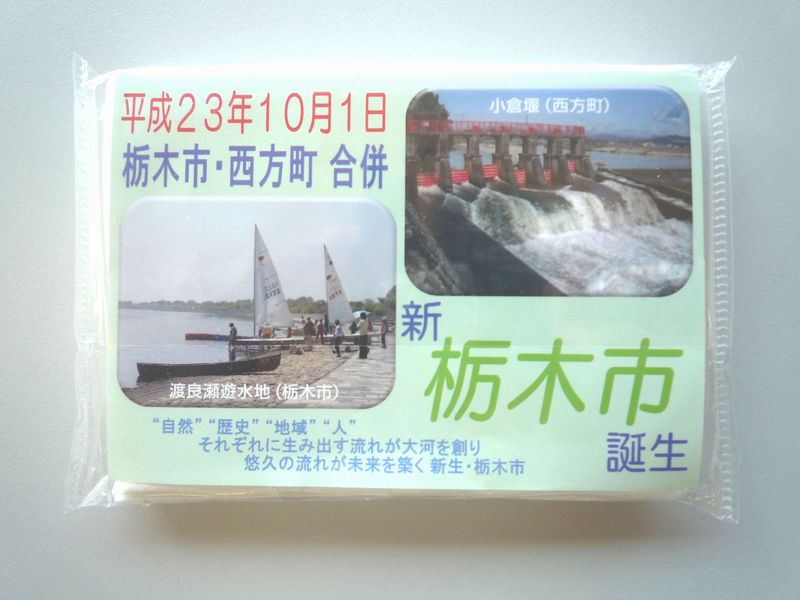 平成23年10月1日
栃木市・西方町 合併
小倉堰(西方町)
渡良瀬遊水地(栃木市)
新
栃木市
誕生
“自然”“歴史”“地域”“人”
それぞれに生み出す流れが大河を創り
悠久の流れが未来を築く 新生・栃木市